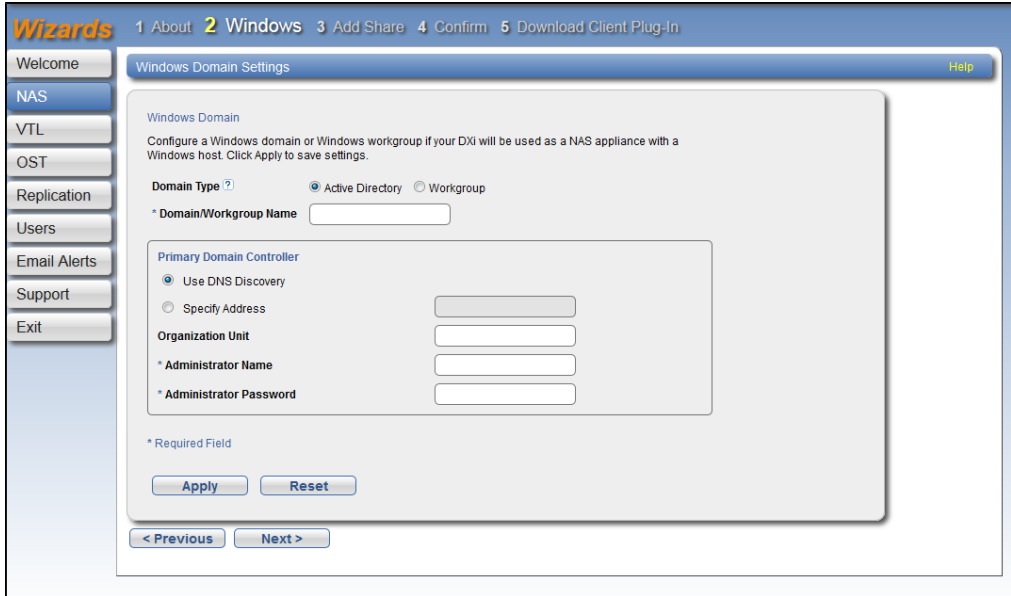 Wizards
1 About 2 Windows 3 Add Share 4 Confirm 5 Download Client Plug-In
Welcome
NAS
VTL
OST
Replication
Users
Email Alerts
Support
Exit
Windows Domain Settings
Help
Windows Domain
Configure a Windows domain or Windows workgroup if your DXi will be used as a NAS appliance with a
Windows host. Click Apply to save settings.
Domain Type ? Active Directory Workgroup
* Domain/Workgroup Name
Primary Domain Controller
Use DNS Discovery
Specify Address
Organization Unit
* Administrator Name
* Administrator Password
* Required Field
Apply Reset
< Previous Next >